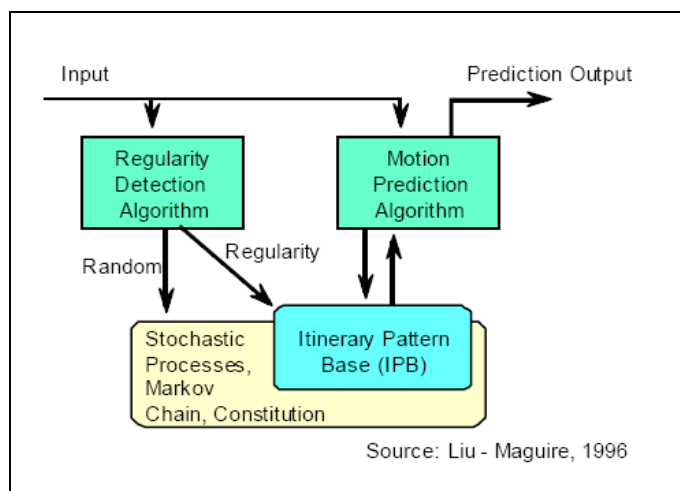 Input
Prediction Output
Regularity
Detection
Algorithm
Motion
Prediction
Algorithm
Random
Regularity
Stochastic
Processes,
Markov
Chain, Constitution
Itinerary Pattern
Base (IPB)
Source: Liu - Maguire, 1996